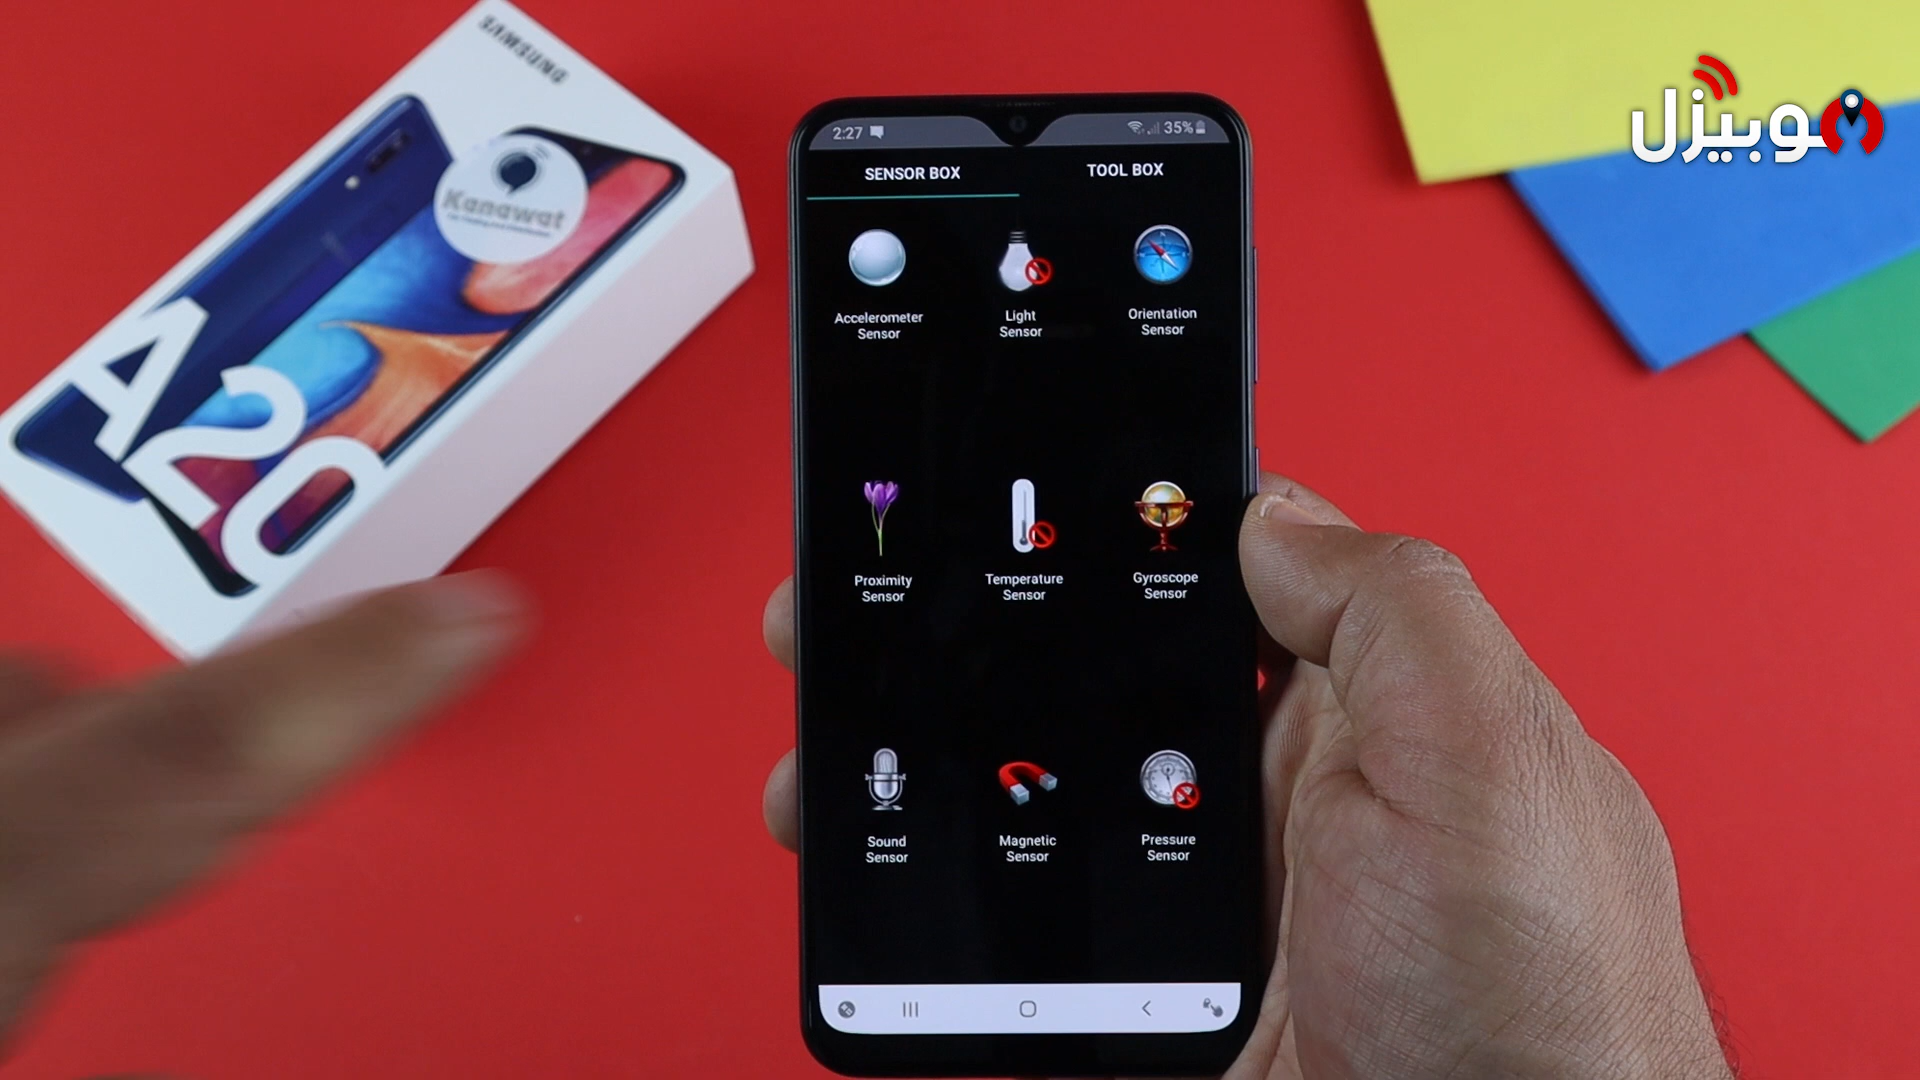 SAMSUNG
Kanawat
A20
موبيزل
2:27
35%
SENSOR BOX
TOOL BOX
Accelerometer
Sensor
Light
Sensor
Orientation
Sensor
Proximity
Sensor
Temperature
Sensor
Gyroscope
Sensor
Sound
Sensor
Magnetic
Sensor
Pressure
Sensor